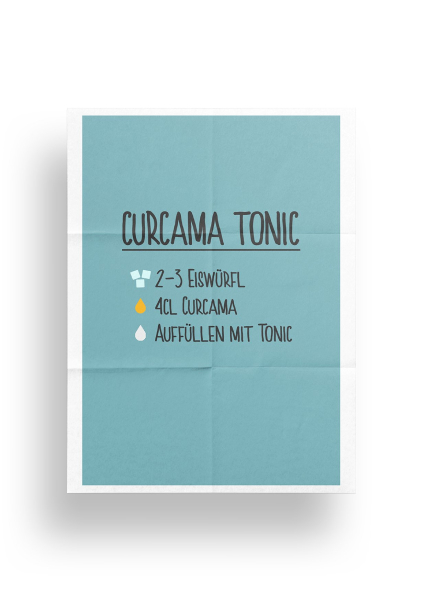 CURCAMA TONIC
2-3 EISWÜRFL
4CL CURCAMA
AUFFÜLLEN MIT TONIC